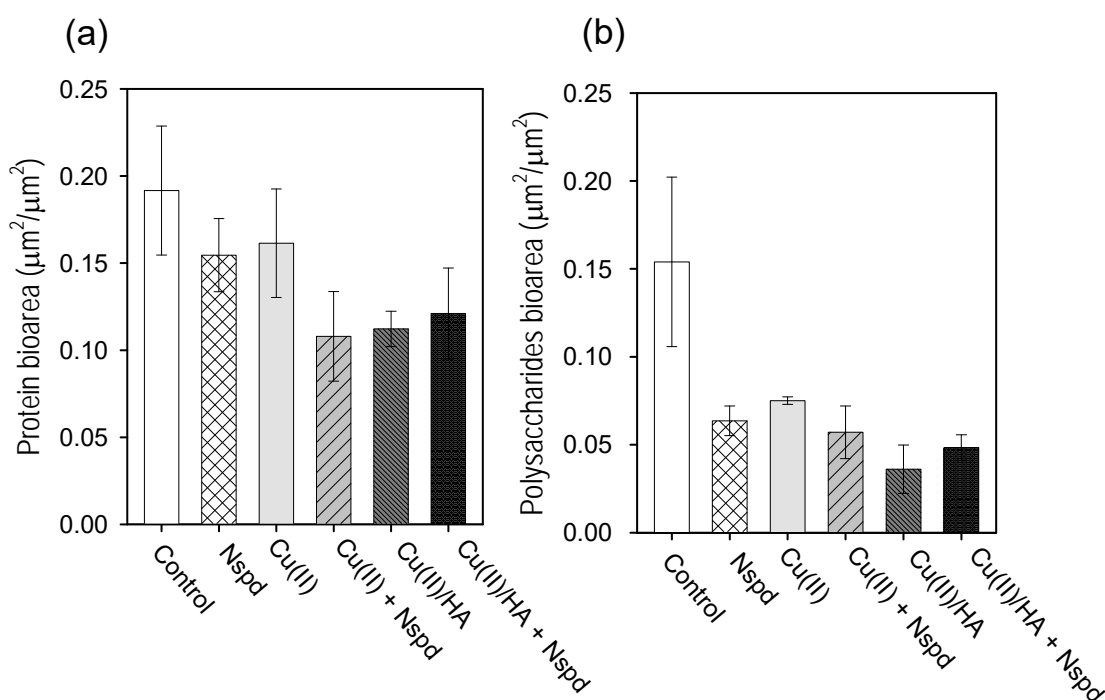 (a)
Protein bioarea (μm²/μm²)
0.25
0.20
0.15
0.10
0.05
0.00
Control
Nspd
Cu(II)
Cu(II) + Nspd
Cu(II)/HA
Cu(II)/HA + Nspd
(b)
Polysaccharides bioarea (μm²/μm²)
0.25
0.20
0.15
0.10
0.05
0.00
Control
Nspd
Cu(II)
Cu(II) + Nspd
Cu(II)/HA
Cu(II)/HA + Nspd